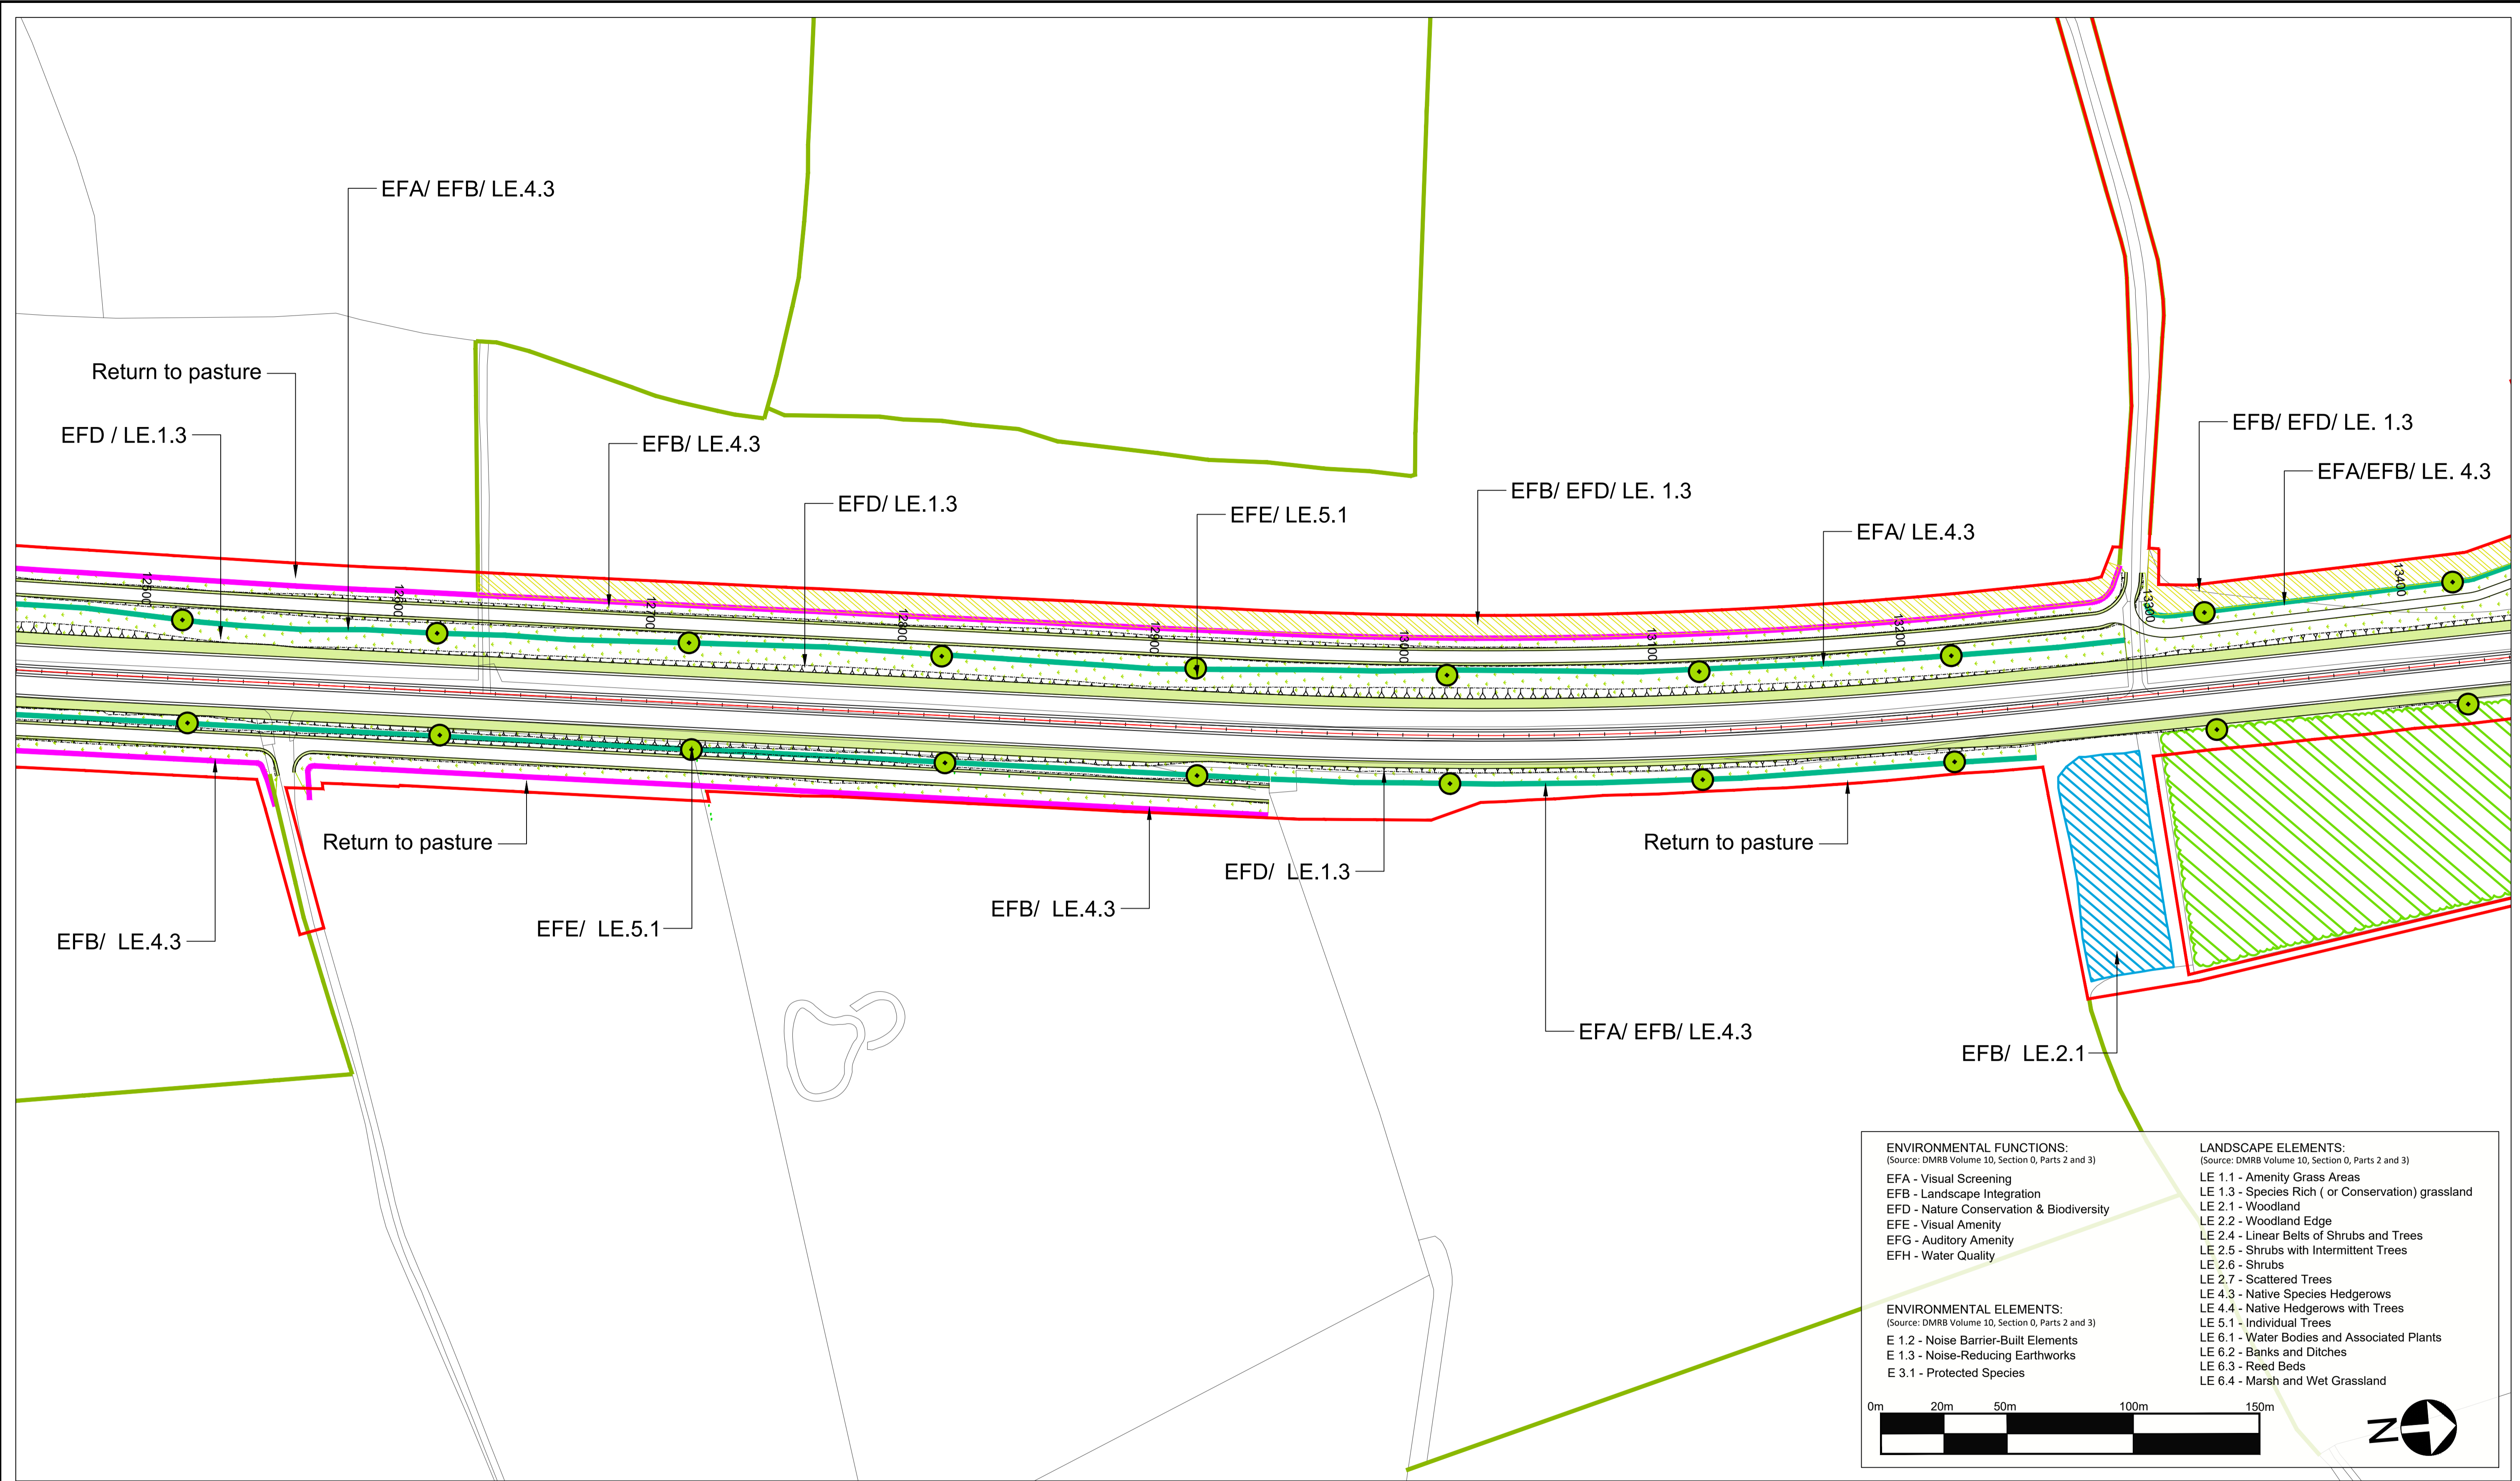 EFA/ EFB/ LE.4.3
Return to pasture
EFD / LE.1.3
EFB/ LE.4.3
EFD/ LE.1.3
EFE/ LE.5.1
EFB/ EFD/ LE. 1.3
EFA/ LE.4.3
EFB/ EFD/ LE. 1.3
EFA/EFB/ LE. 4.3
12500
12600
12700
12800
12900
13000
13100
13200
13300
13400
Return to pasture
Return to pasture
EFD/ LE.1.3
EFB/ LE.4.3
EFE/ LE.5.1
EFB/ LE.4.3
EFA/ EFB/ LE.4.3
EFB/ LE.2.1
ENVIRONMENTAL FUNCTIONS:
(Source: DMRB Volume 10, Section 0, Parts 2 and 3)
EFA - Visual Screening
EFB - Landscape Integration
EFD - Nature Conservation & Biodiversity
EFE - Visual Amenity
EFG - Auditory Amenity
EFH - Water Quality
ENVIRONMENTAL ELEMENTS:
(Source: DMRB Volume 10, Section 0, Parts 2 and 3)
E 1.2 - Noise Barrier-Built Elements
E 1.3 - Noise-Reducing Earthworks
E 3.1 - Protected Species
LANDSCAPE ELEMENTS:
(Source: DMRB Volume 10, Section 0, Parts 2 and 3)
LE 1.1 - Amenity Grass Areas
LE 1.3 - Species Rich ( or Conservation) grassland
LE 2.1 - Woodland
LE 2.2 - Woodland Edge
LE 2.4 - Linear Belts of Shrubs and Trees
LE 2.5 - Shrubs with Intermittent Trees
LE 2.6 - Shrubs
LE 2.7 - Scattered Trees
LE 4.3 - Native Species Hedgerows
LE 4.4 - Native Hedgerows with Trees
LE 5.1 - Individual Trees
LE 6.1 - Water Bodies and Associated Plants
LE 6.2 - Banks and Ditches
LE 6.3 - Reed Beds
LE 6.4 - Marsh and Wet Grassland
0m 20m 50m 100m 150m
N